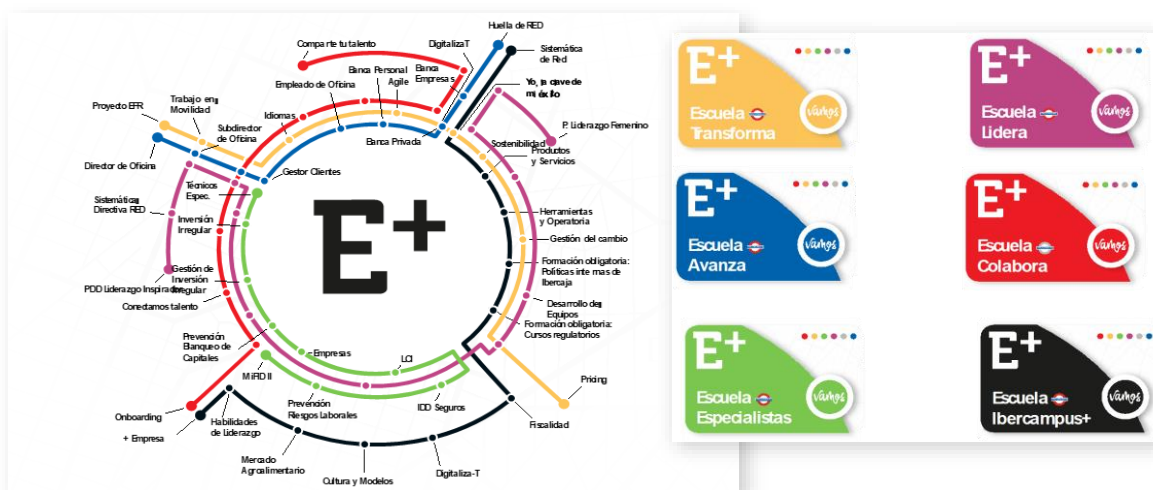 Huella de RED
Comparte tu talento
DigitalizaT
Sistemática
de Red
Banca Personal
Agile
Banca
Empresas
Empleado de Oficina
Yo, la clave de
mi éxito
Proyecto EFR
Trabajo en
Movilidad
Idiomas
Subdirector
de Oficina
P. Liderazgo Femenino
Banca Privada
Sostenibilidad
Productos
y Servicios
Director de Oficina
Gestor Clientes
Técnicos
Espec.
Sistemática
Directiva RED
Inversión
Irregular
E+
Herramientas
y Operatoria
Gestión del cambio
Formación obligatoria:
Políticas internas de
Ibercaja
PDD Liderazgo Inspirador
Gestión de
Inversión
Irregular
Conectamos talento
Desarrollo de
Equipos
Formación obligatoria:
Cursos regulatorios
Prevención
Blanqueo de
Capitales
Empresas
LCI
MiFID II
Pricing
Prevención
Riesgos Laborales
IDD Seguros
Onboarding
+ Empresa
Habilidades
de Liderazgo
Fiscalidad
Mercado
Agroalimentario
Digitaliza-T
Cultura y Modelos
E+
Escuela
Transforma
vamos
E+
Escuela
Lidera
vamos
E+
Escuela
Avanza
vamos
E+
Escuela
Colabora
vamos
E+
Escuela
Especialistas
vamos
E+
Escuela
Ibercampus+
vamos